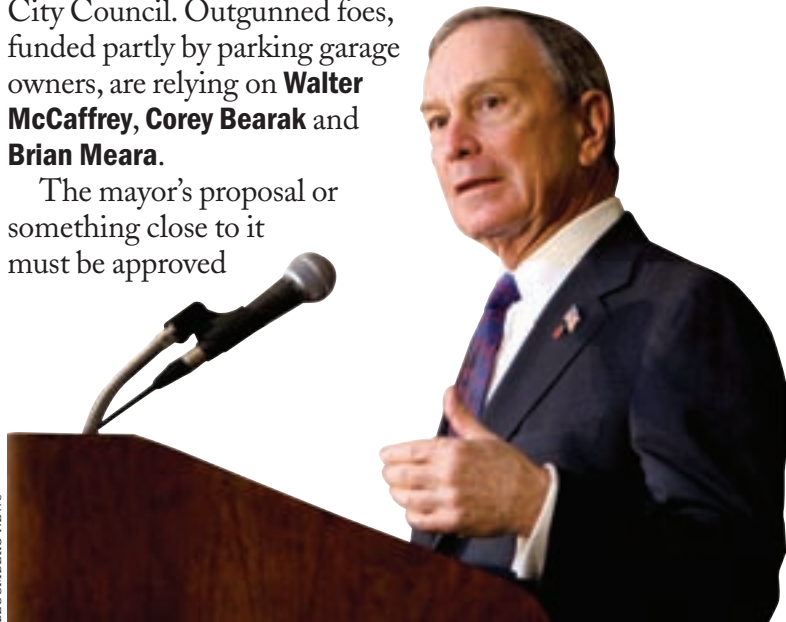 City Council. Outgunned foes,
funded partly by parking garage
owners, are relying on Walter
McCaffrey, Corey Bearak and
Brian Meara.
The mayor’s proposal or
something close to it
must be approved